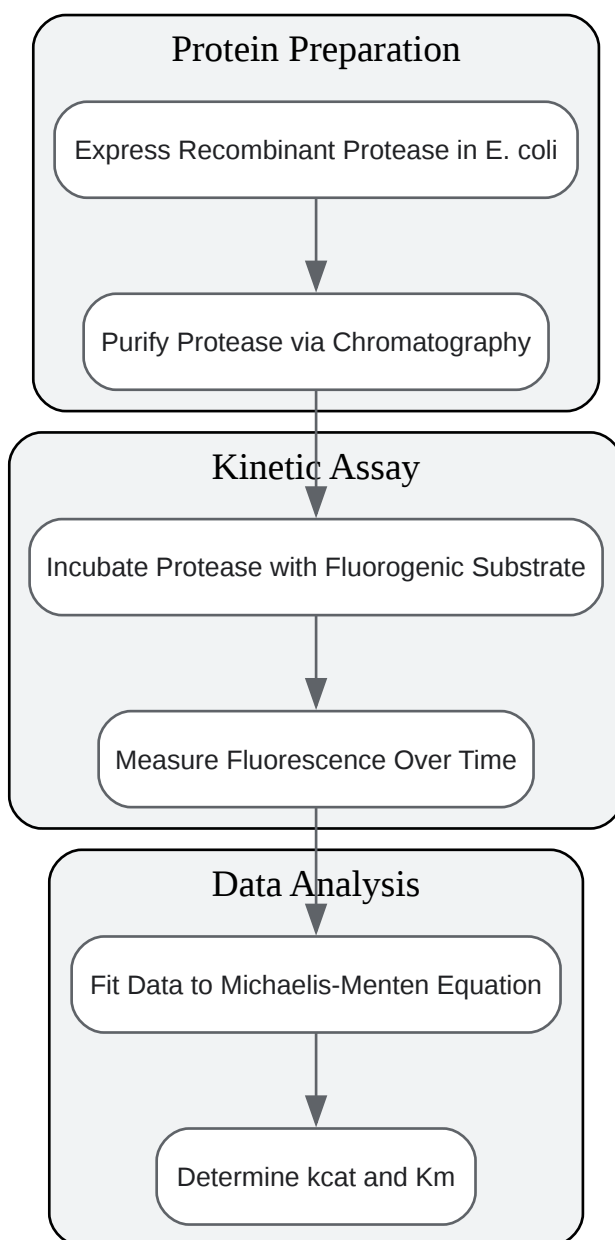 Protein Preparation
Express Recombinant Protease in E. coli
Purify Protease via Chromatography
Kinetic Assay
Incubate Protease with Fluorogenic Substrate
Measure Fluorescence Over Time
Data Analysis
Fit Data to Michaelis-Menten Equation
Determine kcat and Km